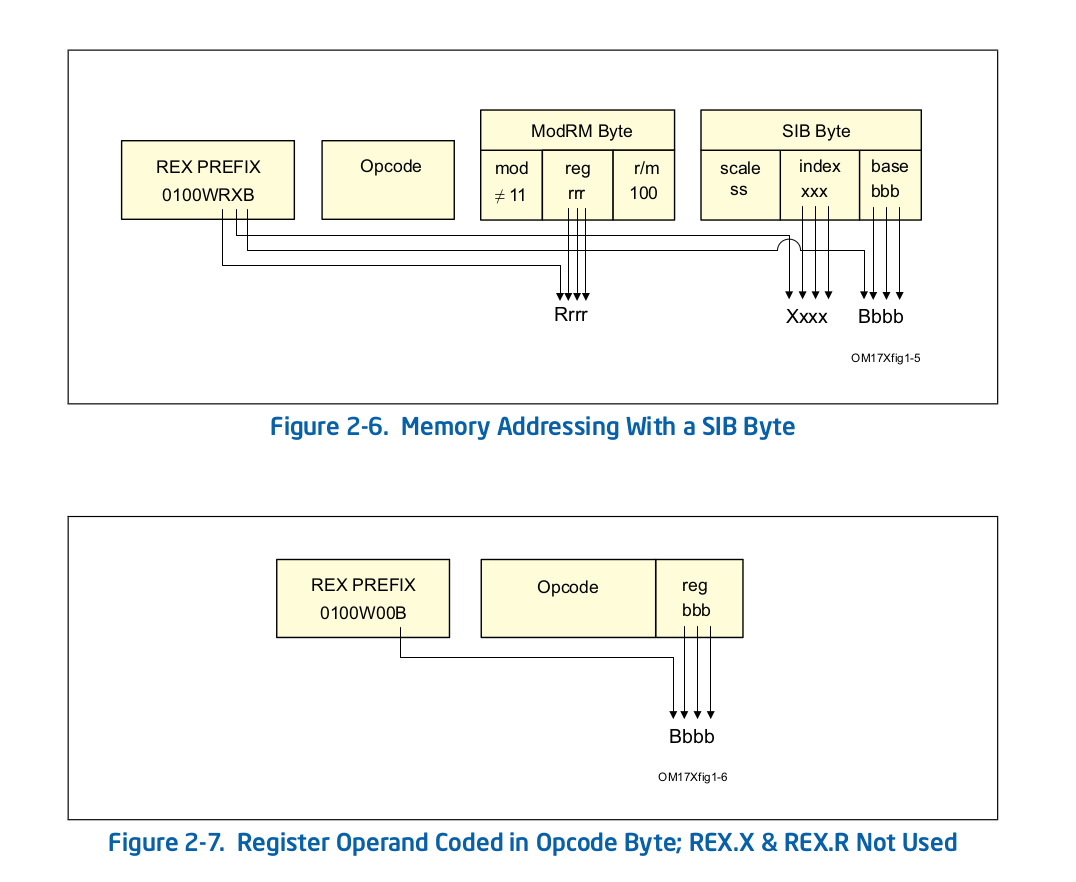 ModRM Byte
SIB Byte
REX PREFIX
0100WRXB
Opcode
mod
≠ 11
reg
rrr
r/m
100
scale
ss
index
xxx
base
bbb
Rrrr
Xxxx
Bbbb
OM17Xfig1-5
Figure 2-6. Memory Addressing With a SIB Byte
REX PREFIX
0100W00B
Opcode
reg
bbb
Bbbb
OM17Xfig1-6
Figure 2-7. Register Operand Coded in Opcode Byte; REX.X & REX.R Not Used